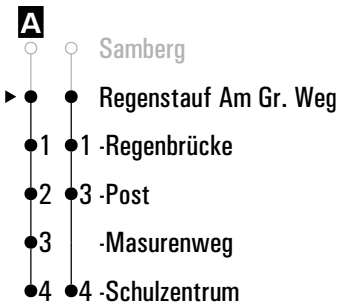 A
Samberg
Regenstauf Am Gr. Weg
1 1 -Regenbrücke
2 3 -Post
3 -Masurenweg
4 4 -Schulzentrum